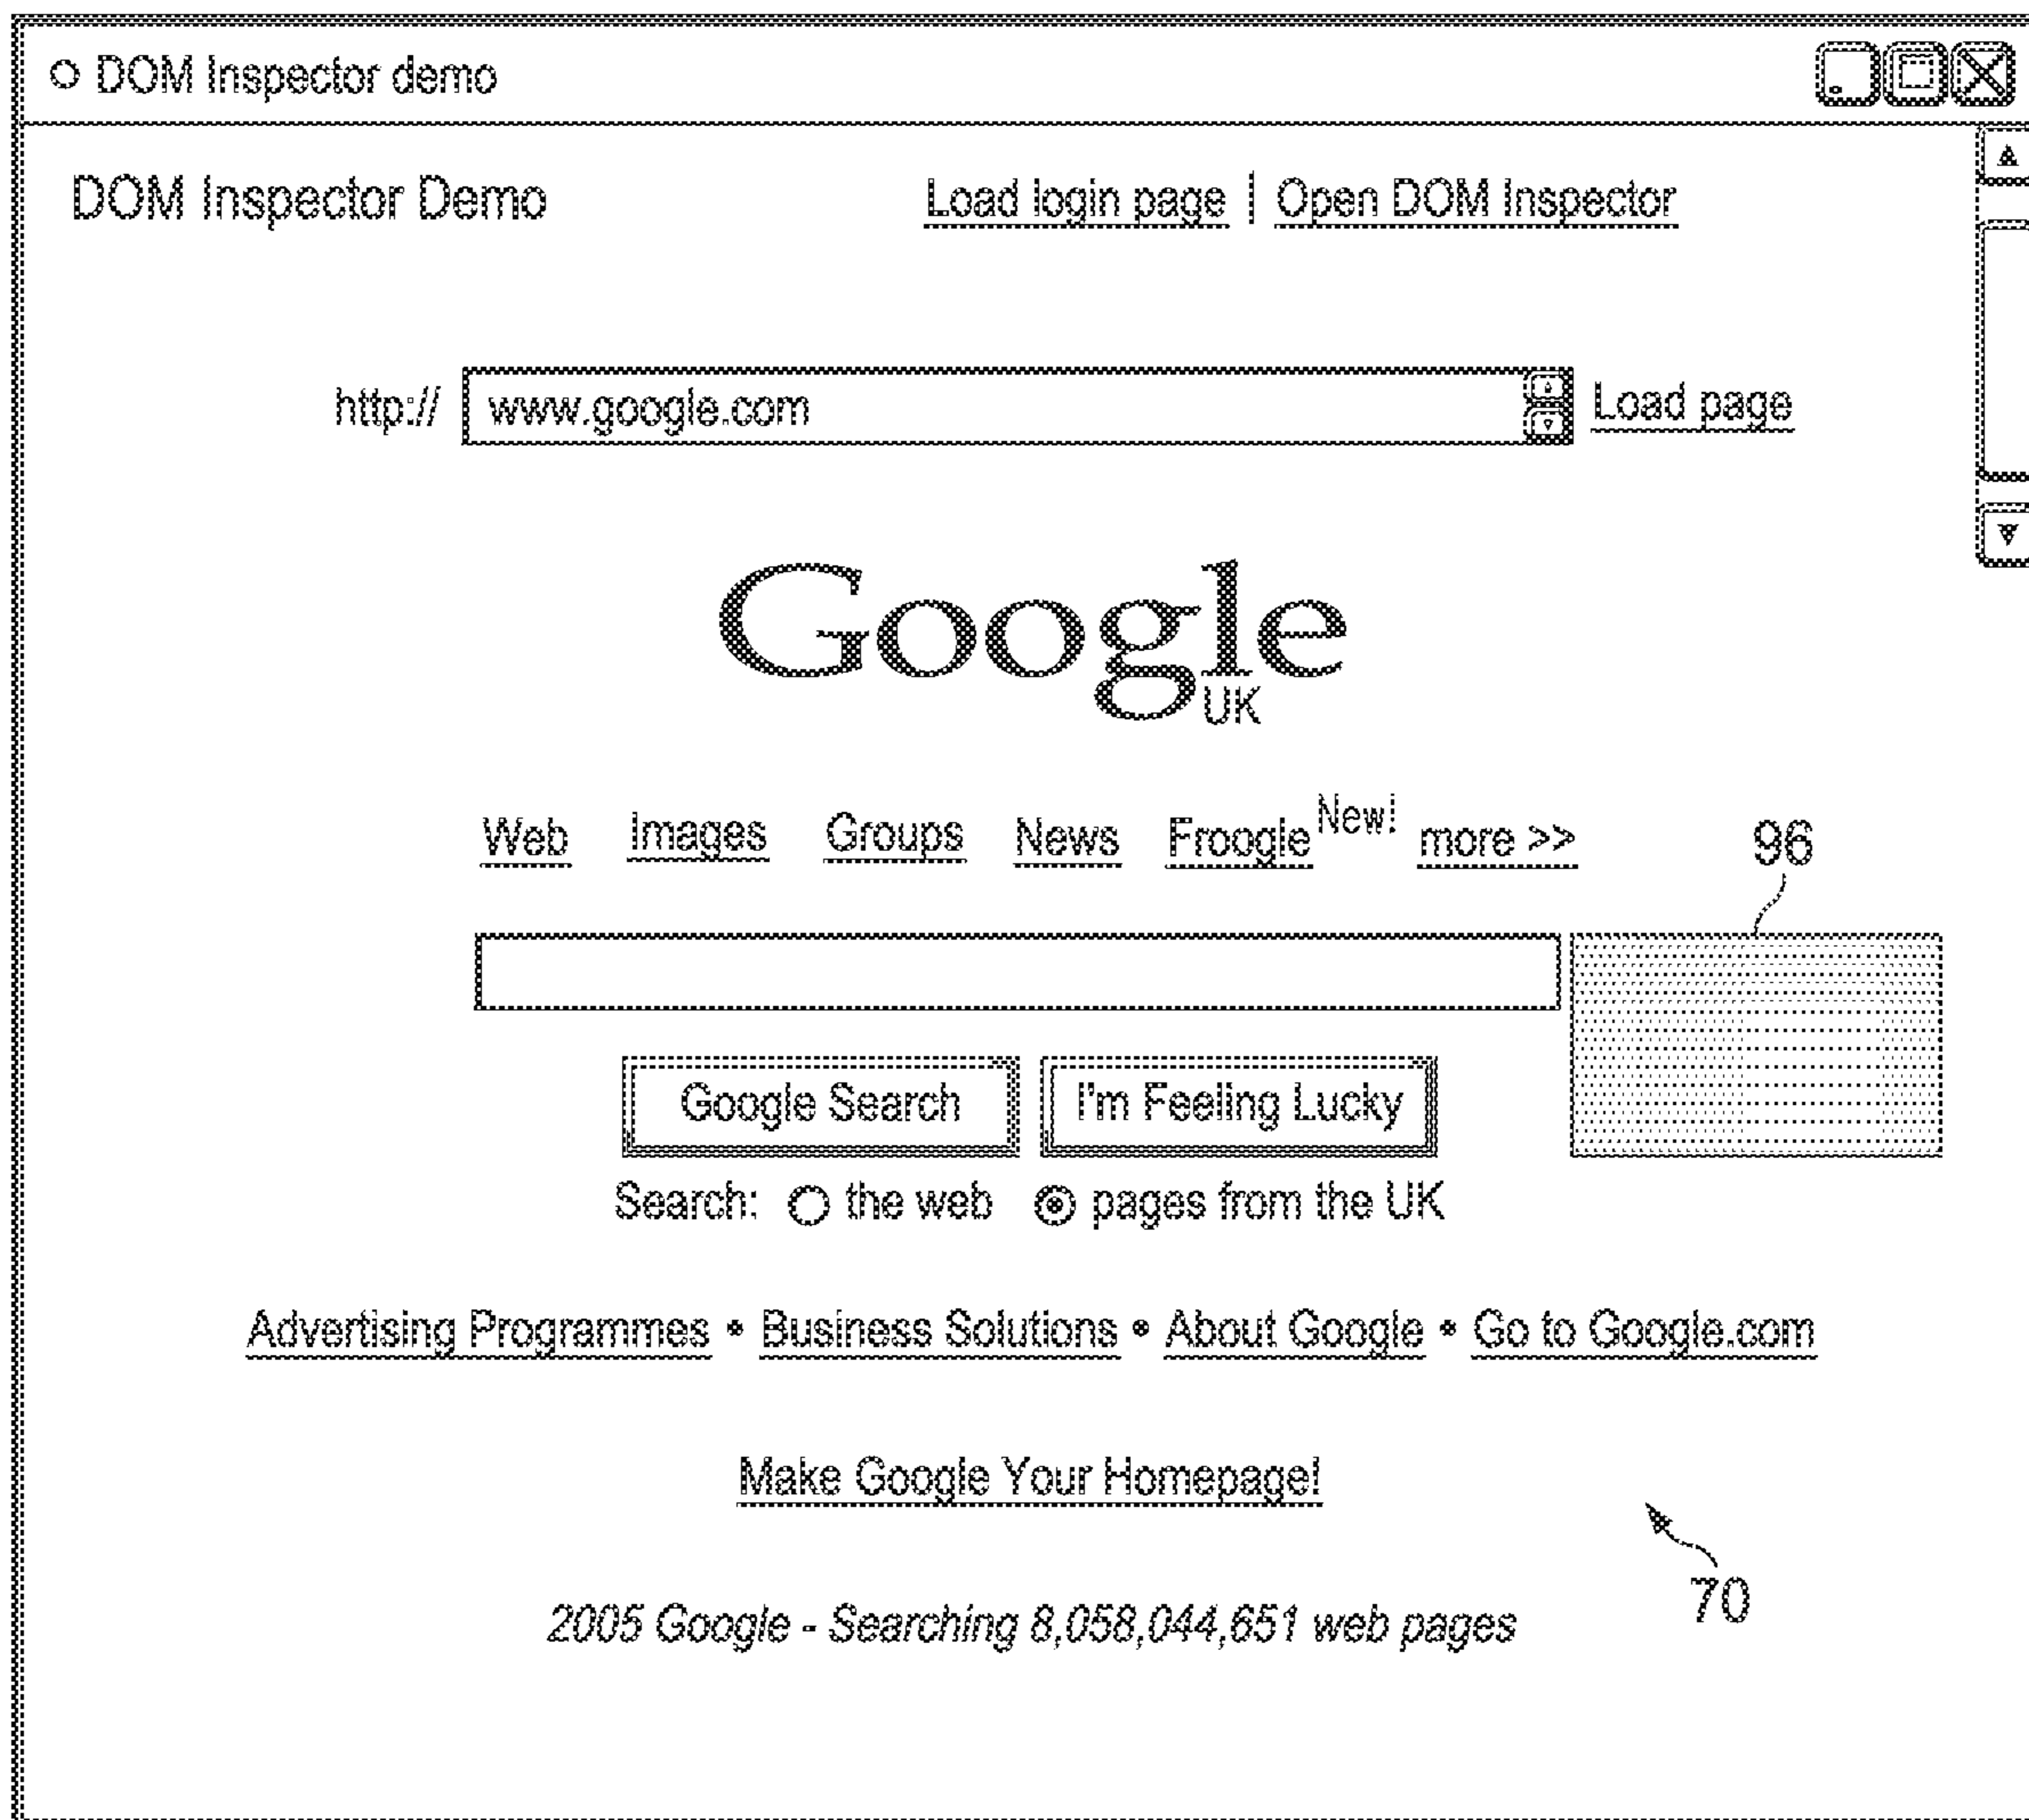 DOM Inspector demo
DOM Inspector Demo Load login page | Open DOM Inspector
http:// www.google.com Load page
Google
UK
Web Images Groups News Froogle New! more >>
96
Google Search I'm Feeling Lucky
Search: the web pages from the UK
Advertising Programmes • Business Solutions • About Google • Go to Google.com
Make Google Your Homepage!
70
2005 Google - Searching 8,058,044,651 web pages